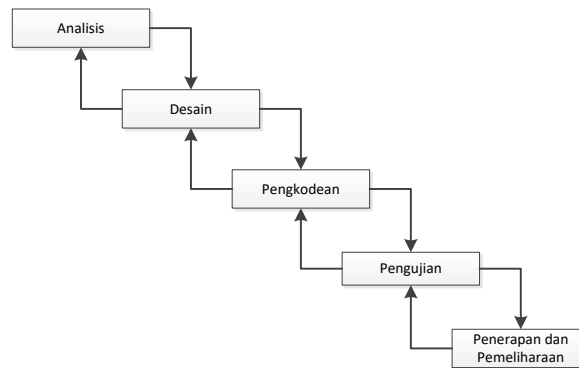 Analisis
Desain
Pengkodean
Pengujian
Penerapan dan
Pemeliharaan